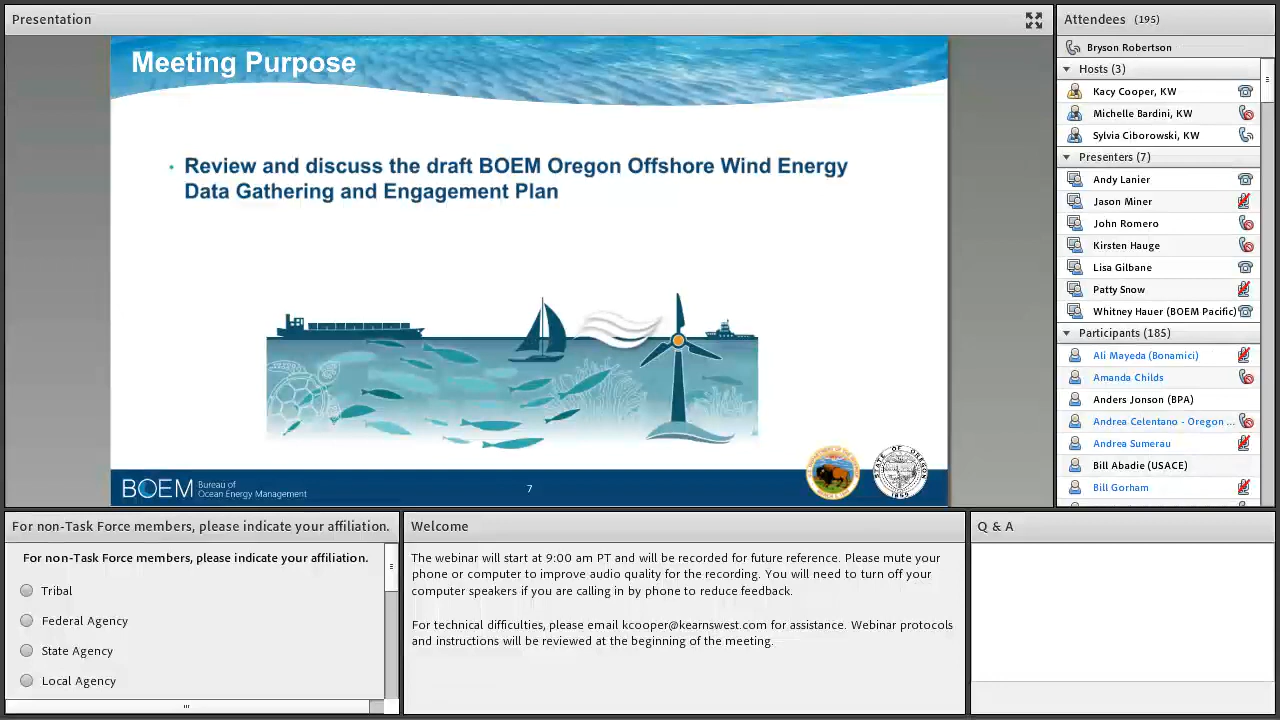 Presentation
Meeting Purpose
• Review and discuss the draft BOEM Oregon Offshore Wind Energy
Data Gathering and Engagement Plan
BOEM
Bureau of
Ocean Energy Management
7
STATE OF OREGON
1859
Attendees (195)
Bryson Robertson
Hosts (3)
Kacy Cooper, KW
Michelle Bardini, KW
Sylvia Ciborowski, KW
Presenters (7)
Andy Lanier
Jason Miner
John Romero
Kirsten Hauge
Lisa Gilbane
Patty Snow
Whitney Hauer (BOEM Pacific)
Participants (185)
Ali Mayeda (Bonamici)
Amanda Childs
Anders Jonson (BPA)
Andrea Celentano - Oregon ...
Andrea Sumerau
Bill Abadie (USACE)
Bill Gorham
For non-Task Force members, please indicate your affiliation.
For non-Task Force members, please indicate your affiliation.
Tribal
Federal Agency
State Agency
Local Agency
Welcome
The webinar will start at 9:00 am PT and will be recorded for future reference. Please mute your
phone or computer to improve audio quality for the recording. You will need to turn off your
computer speakers if you are calling in by phone to reduce feedback.
For technical difficulties, please email kcooper@kearnswest.com for assistance. Webinar protocols
and instructions will be reviewed at the beginning of the meeting.
Q & A